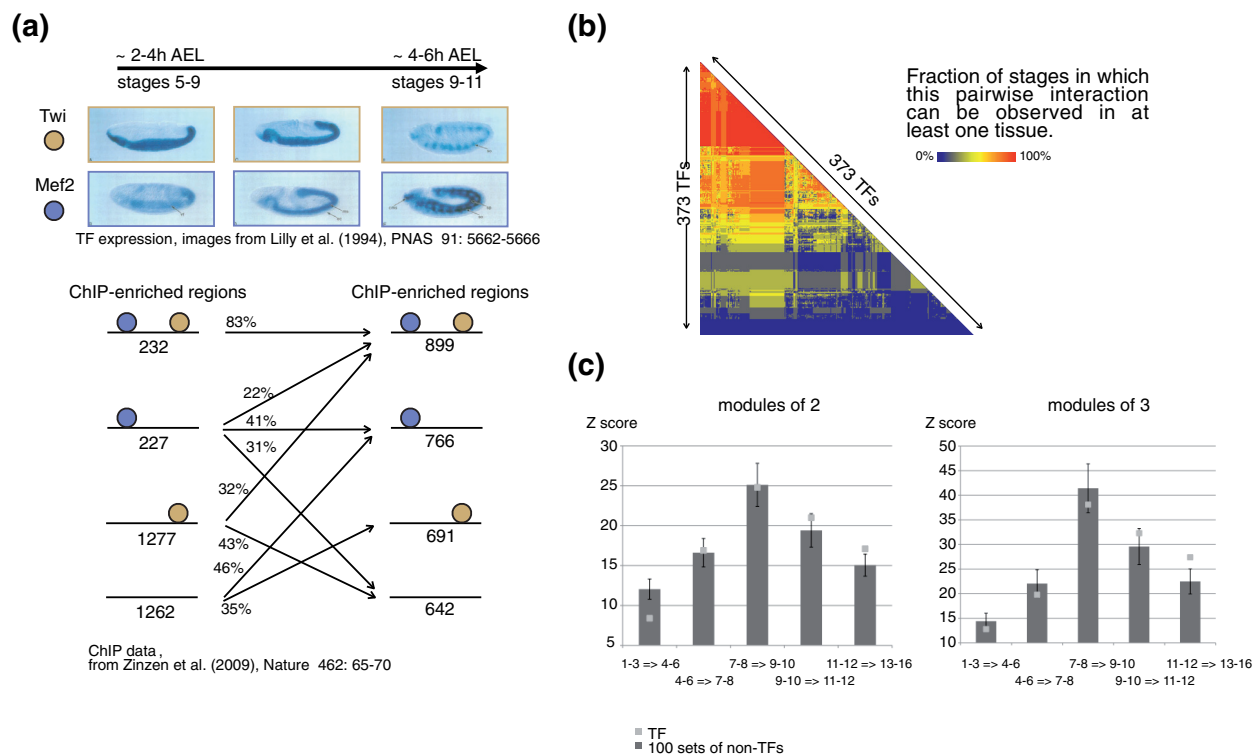 (a)
~ 2-4h AEL
~ 4-6h AEL
stages 5-9
stages 9-11
Twi
Mef2
TF expression, images from Lilly et al. (1994), PNAS 91: 5662-5666
ChIP-enriched regions
ChIP-enriched regions
83%
232
899
22%
41%
227
31%
766
32%
1277
43%
691
46%
1262
35%
642
ChIP data ,
from Zinzen et al. (2009), Nature 462: 65-70
(b)
373 TFs
373 TFs
Fraction of stages in which
this pairwise interaction
can be observed in at
least one tissue.
0%
100%
(c)
modules of 2
Z score
30
25
20
15
10
5
1-3 => 4-6
7-8 => 9-10
11-12 => 13-16
4-6 => 7-8
9-10 => 11-12
modules of 3
Z score
50
45
40
35
30
25
20
15
10
1-3 => 4-6
7-8 => 9-10
11-12 => 13-16
4-6 => 7-8
9-10 => 11-12
TF
100 sets of non-TFs